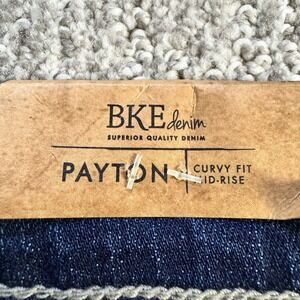 BKE denim
SUPERIOR QUALITY DENIM
PAYTON
CURVY FIT
MID-RISE